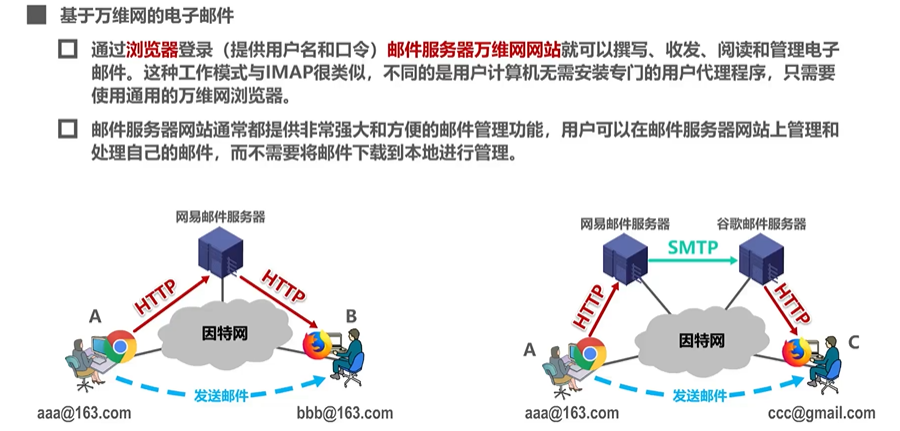 基于万维网的电子邮件
通过浏览器登录（提供用户名和口令）邮件服务器万维网网站就可以撰写、收发、阅读和管理电子
邮件。这种工作模式与IMAP很类似，不同的是用户计算机无需安装专门的用户代理程序，只需要
使用通用的万维网浏览器。
邮件服务器网站通常都提供非常强大和方便的邮件管理功能，用户可以在邮件服务器网站上管理和
处理自己的邮件，而不需要将邮件下载到本地进行管理。
网易邮件服务器
HTTP
HTTP
A
B
因特网
发送邮件
aaa@163.com
bbb@163.com
网易邮件服务器
谷歌邮件服务器
SMTP
HTTP
HTTP
A
C
因特网
发送邮件
aaa@163.com
ccc@gmail.com